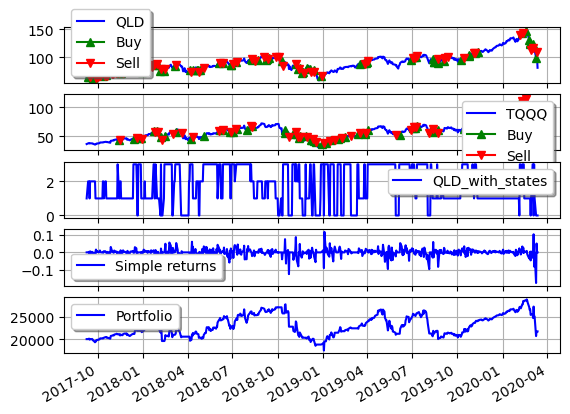 150
100
QLD
Buy
Sell
100
50
TQQQ
Buy
Sell
2
0
QLD_with_states
0.1
0.0
−0.1
Simple returns
25000
20000
Portfolio
2017-10
2018-01
2018-04
2018-07
2018-10
2019-01
2019-04
2019-07
2019-10
2020-01
2020-04